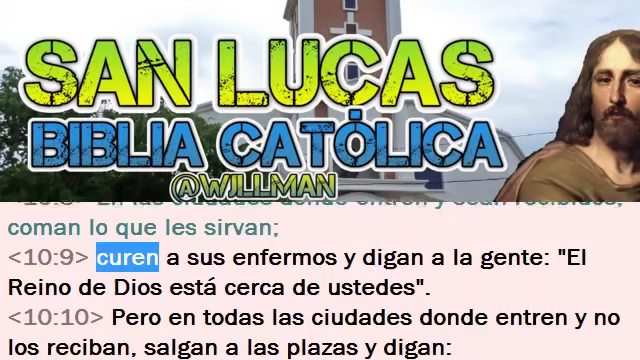 SAN LUCAS
BIBLIA CATÓLICA
@WILLMAN
coman lo que les sirvan;
<10:9> curen a sus enfermos y digan a la gente: "El
Reino de Dios está cerca de ustedes".
<10:10> Pero en todas las ciudades donde entren y no
los reciban, salgan a las plazas y digan: